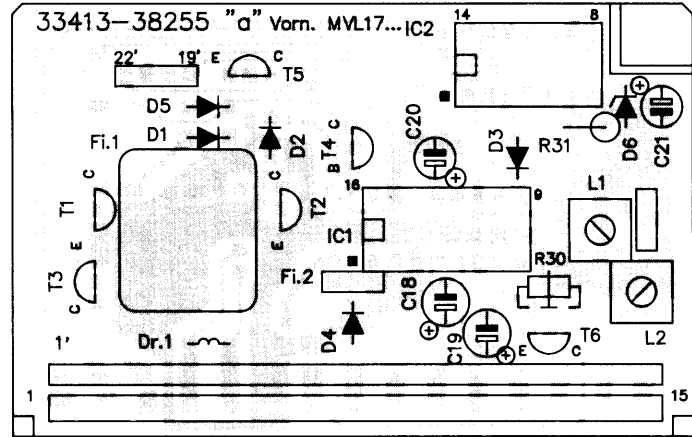 33413-38255 "a" Vorn. MVL17... IC2
14 8
22' 19'
E C
T5
D5
D1
Fi.1
D2
C
T4
B
C20
D3
R31
D6
C21
C
T1
E
T3
C
C
T2
E
16 9
IC1
L1
Fi.2
C18
R30
L2
D4
C19
E C
T6
1'
Dr.1
1 15